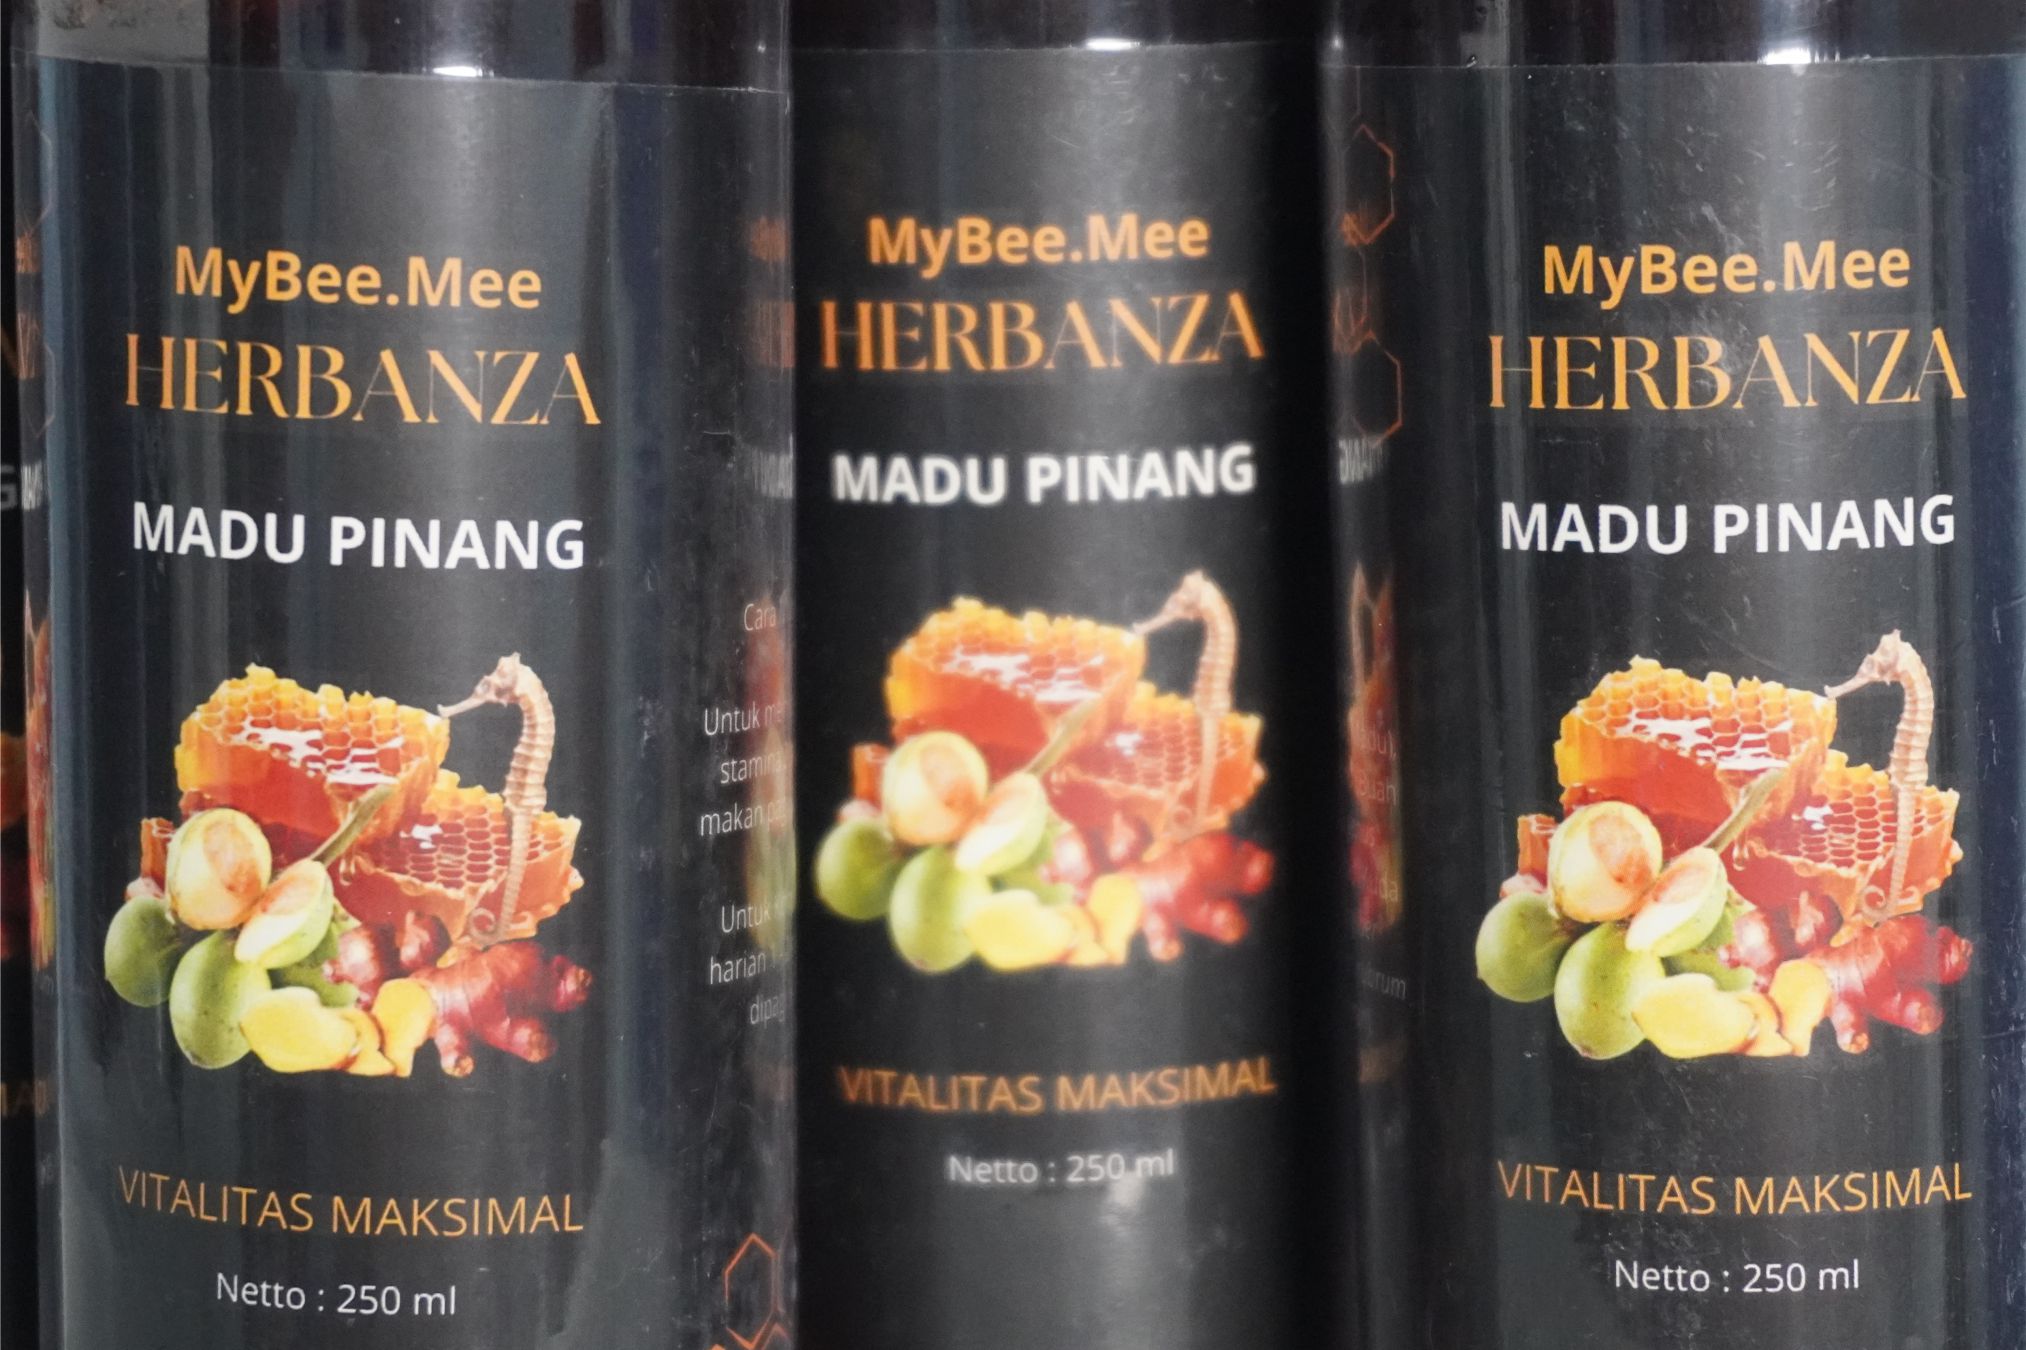 MyBee.Mee
HERBANZA
MADU PINANG
VITALITAS MAKSIMAL
Netto : 250 ml
Cara
Untuk
stamina
makan
Untuk
harian
MyBee.Mee
HERBANZA
MADU PINANG
VITALITAS MAKSIMAL
Netto : 250 ml
MyBee.Mee
HERBANZA
MADU PINANG
VITALITAS MAKSIMAL
Netto : 250 ml